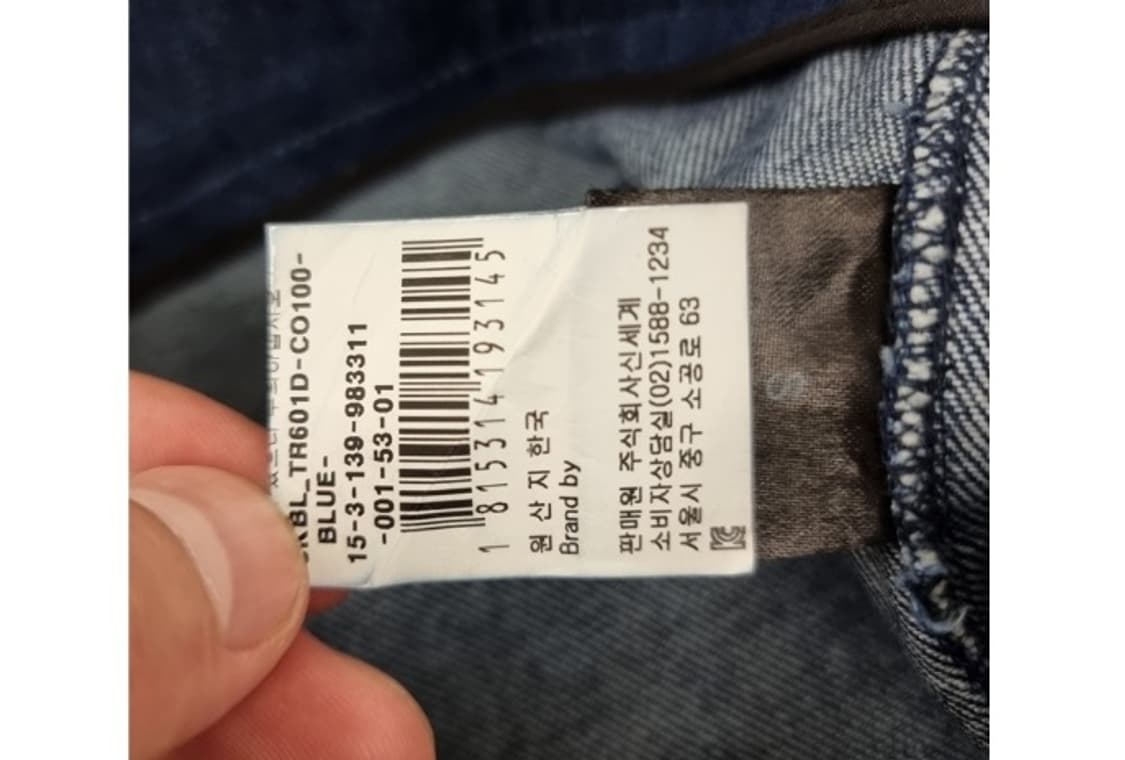 BL_TR601D-CO100-
BLUE-
15-3-139-983311
-001-53-01
1 815314 193145
원 산 지 한국
Brand by
판매원 주식회사신세계
소비자상담실(02)1588-1234
서울시 중구 소공로 63